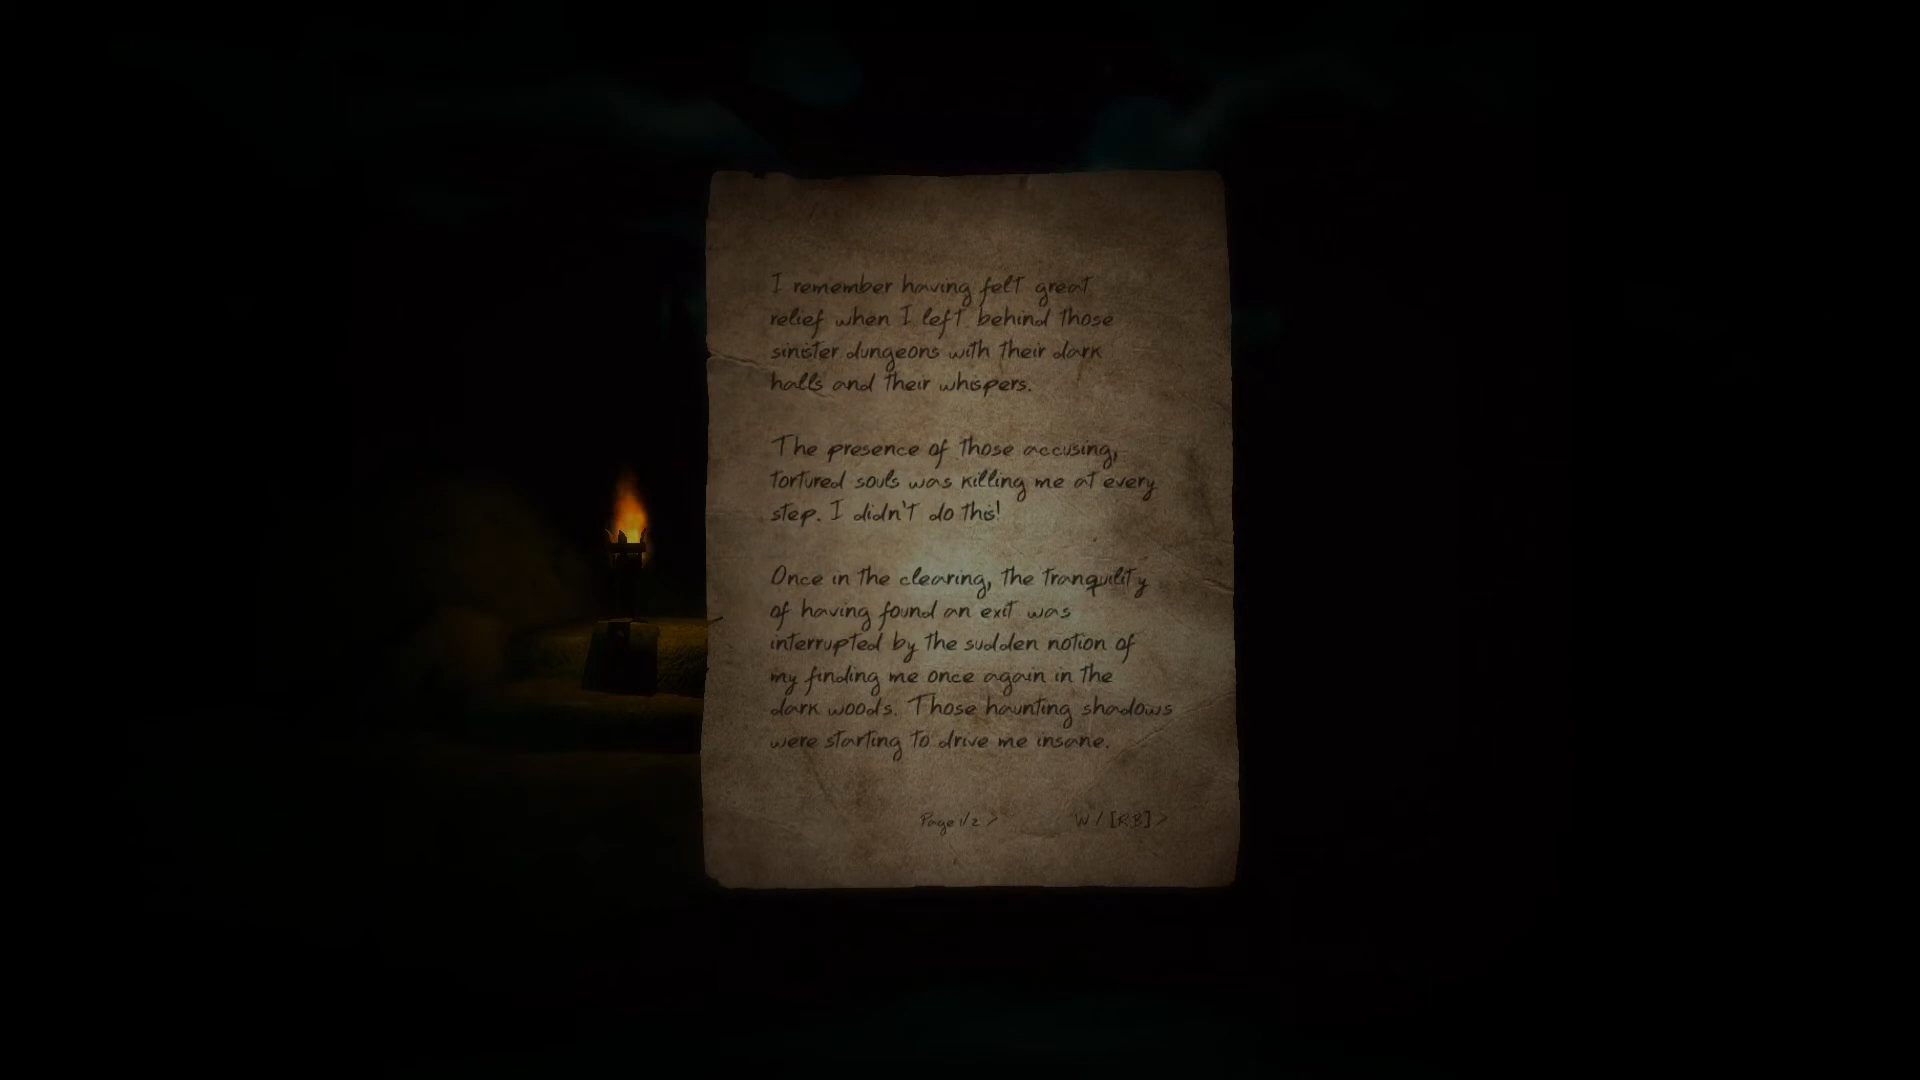 I remember having felt great
relief when I left behind those
sinister dungeons with their dark
halls and their whispers.
The presence of those accusing,
tortured souls was killing me at every
step. I didn't do this!
Once in the clearing, the tranquility
of having found an exit was
interrupted by the sudden notion of
my finding me once again in the
dark woods. Those haunting shadows
were starting to drive me insane.
Page 1/2 > W / [RB] >